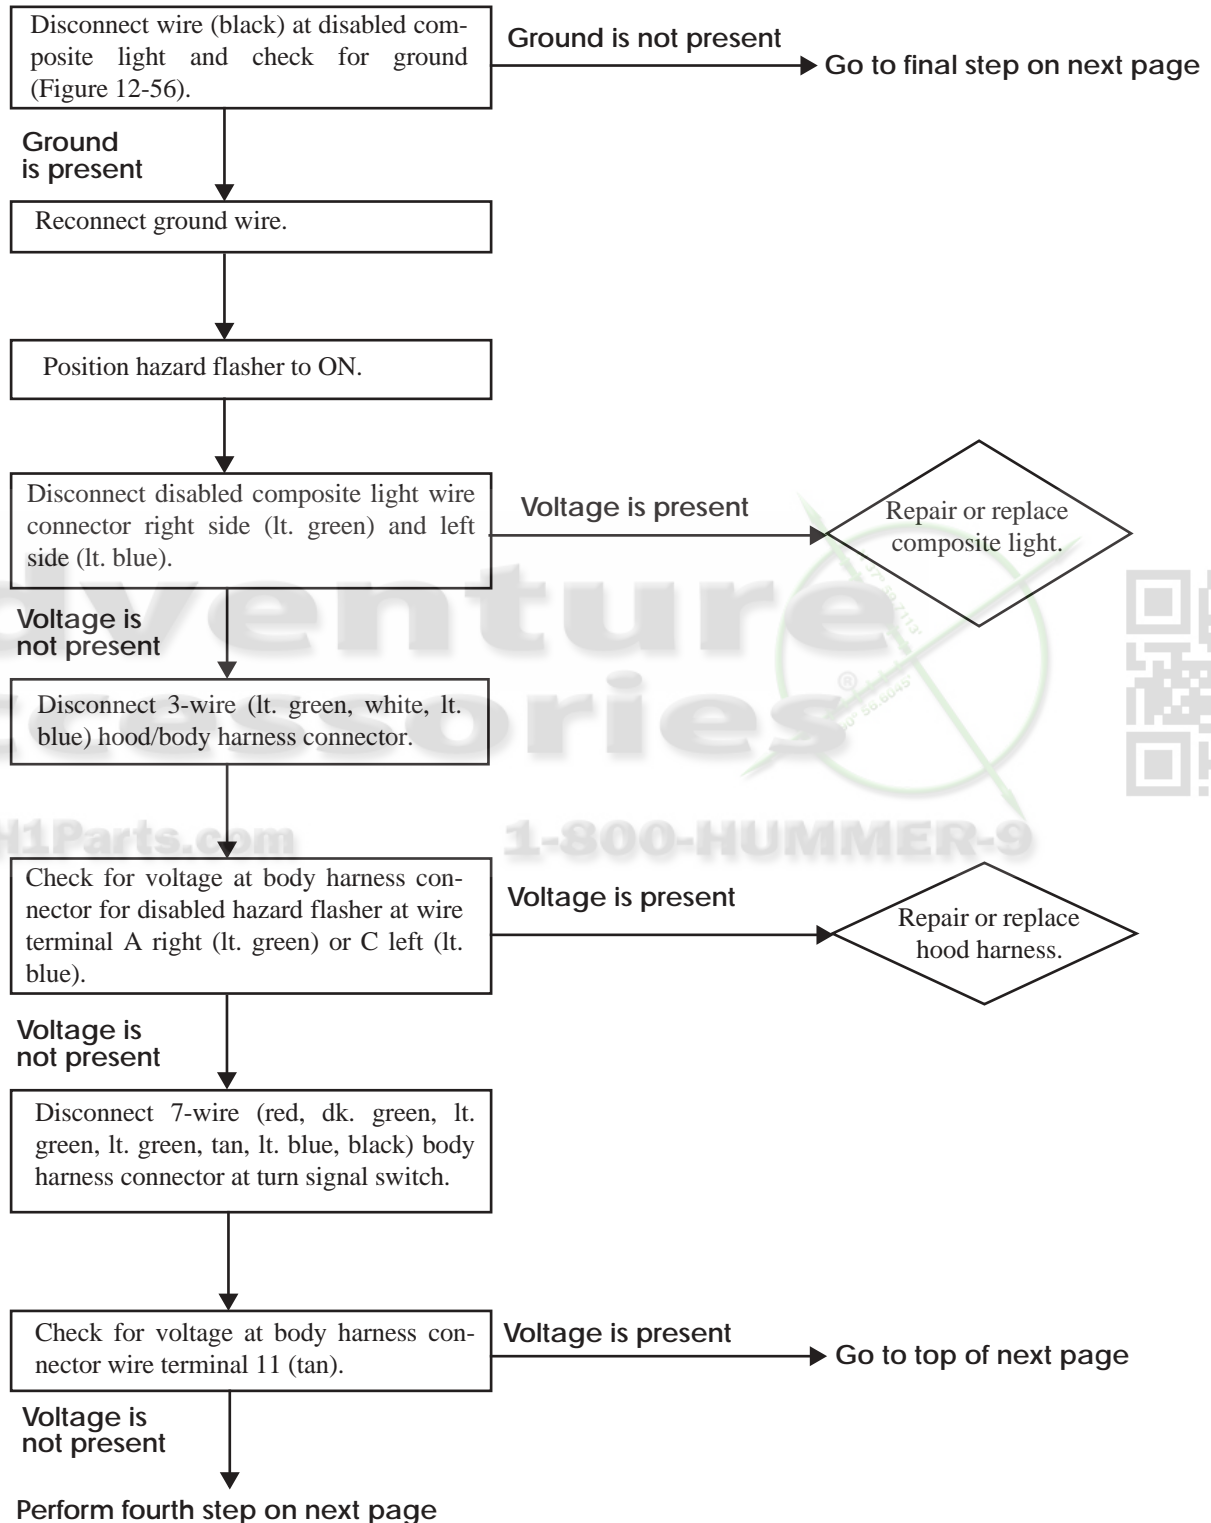 Disconnect wire (black) at disabled com-
posite light and check for ground
(Figure 12-56).
Ground is not present
Go to final step on next page
Ground
is present
Reconnect ground wire.
Position hazard flasher to ON.
Disconnect disabled composite light wire
connector right side (lt. green) and left
side (lt. blue).
Voltage is present
Repair or replace
composite light.
Voltage is
not present
dventure
Disconnect 3-wire (lt. green, white, lt.
blue) hood/body harness connector.
ccessories
®
H1Parts.com
1-800-HUMMER-9
Check for voltage at body harness con-
nector for disabled hazard flasher at wire
terminal A right (lt. green) or C left (lt.
blue).
Voltage is present
Repair or replace
hood harness.
Voltage is
not present
Disconnect 7-wire (red, dk. green, lt.
green, lt. green, tan, lt. blue, black) body
harness connector at turn signal switch.
Check for voltage at body harness con-
nector wire terminal 11 (tan).
Voltage is present
Go to top of next page
Voltage is
not present
Perform fourth step on next page